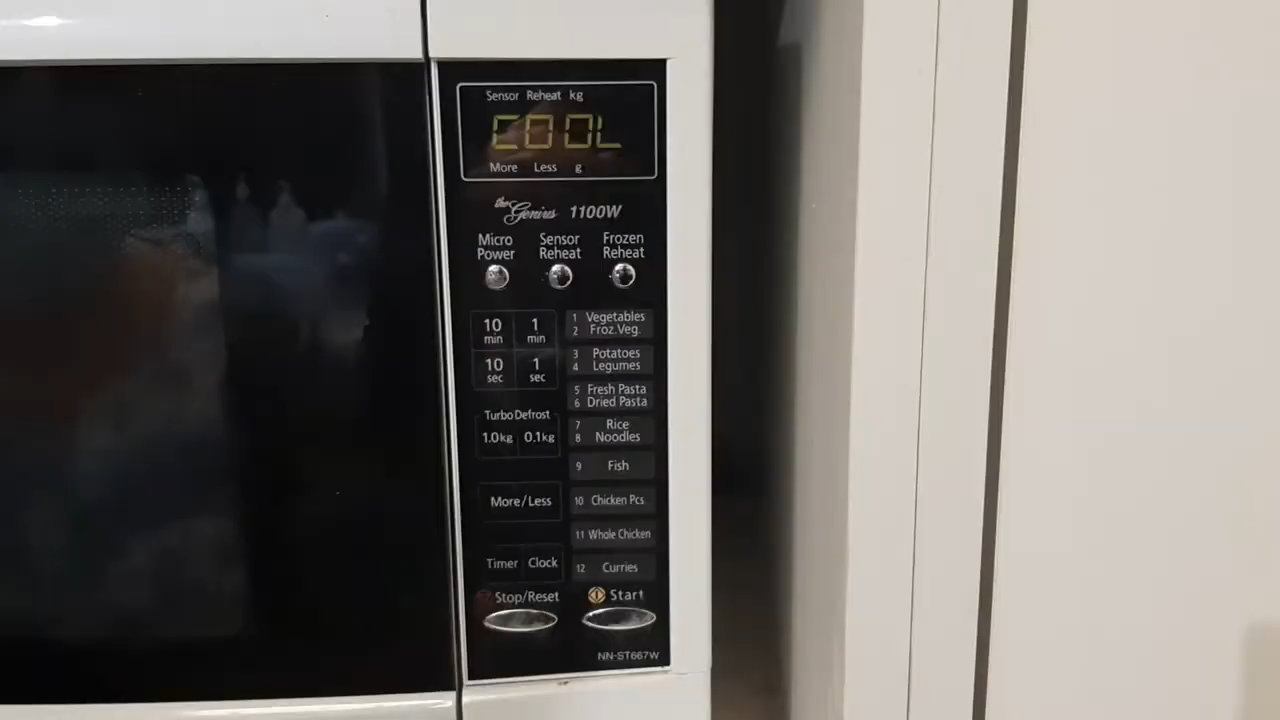 Sensor Reheat kg
COOL
More Less g
the Genius 1100W
Micro Power
Sensor Reheat
Frozen Reheat
10 min
1 min
10 sec
1 sec
Turbo Defrost
1.0kg 0.1kg
More/Less
Timer Clock
Stop/Reset
1 Vegetables
2 Froz.Veg.
3 Potatoes
4 Legumes
5 Fresh Pasta
6 Dried Pasta
7 Rice
8 Noodles
9 Fish
10 Chicken Pcs
11 Whole Chicken
12 Curries
Start
NN-ST667W